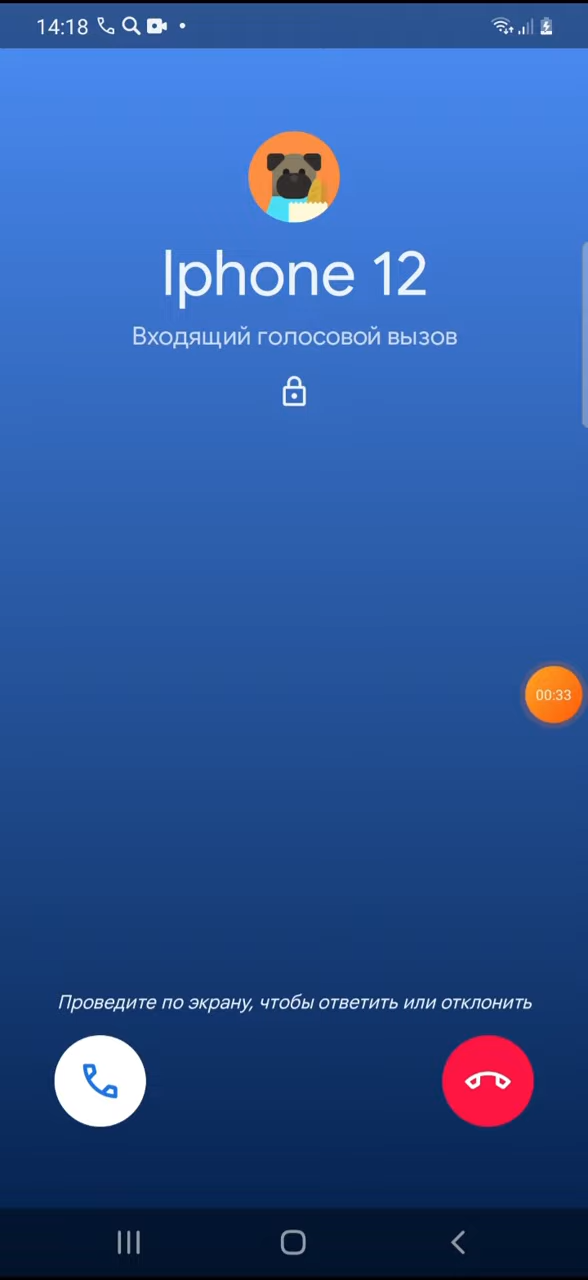 14:18
Iphone 12
Входящий голосовой вызов
00:33
Проведите по экрану, чтобы ответить или отклонить